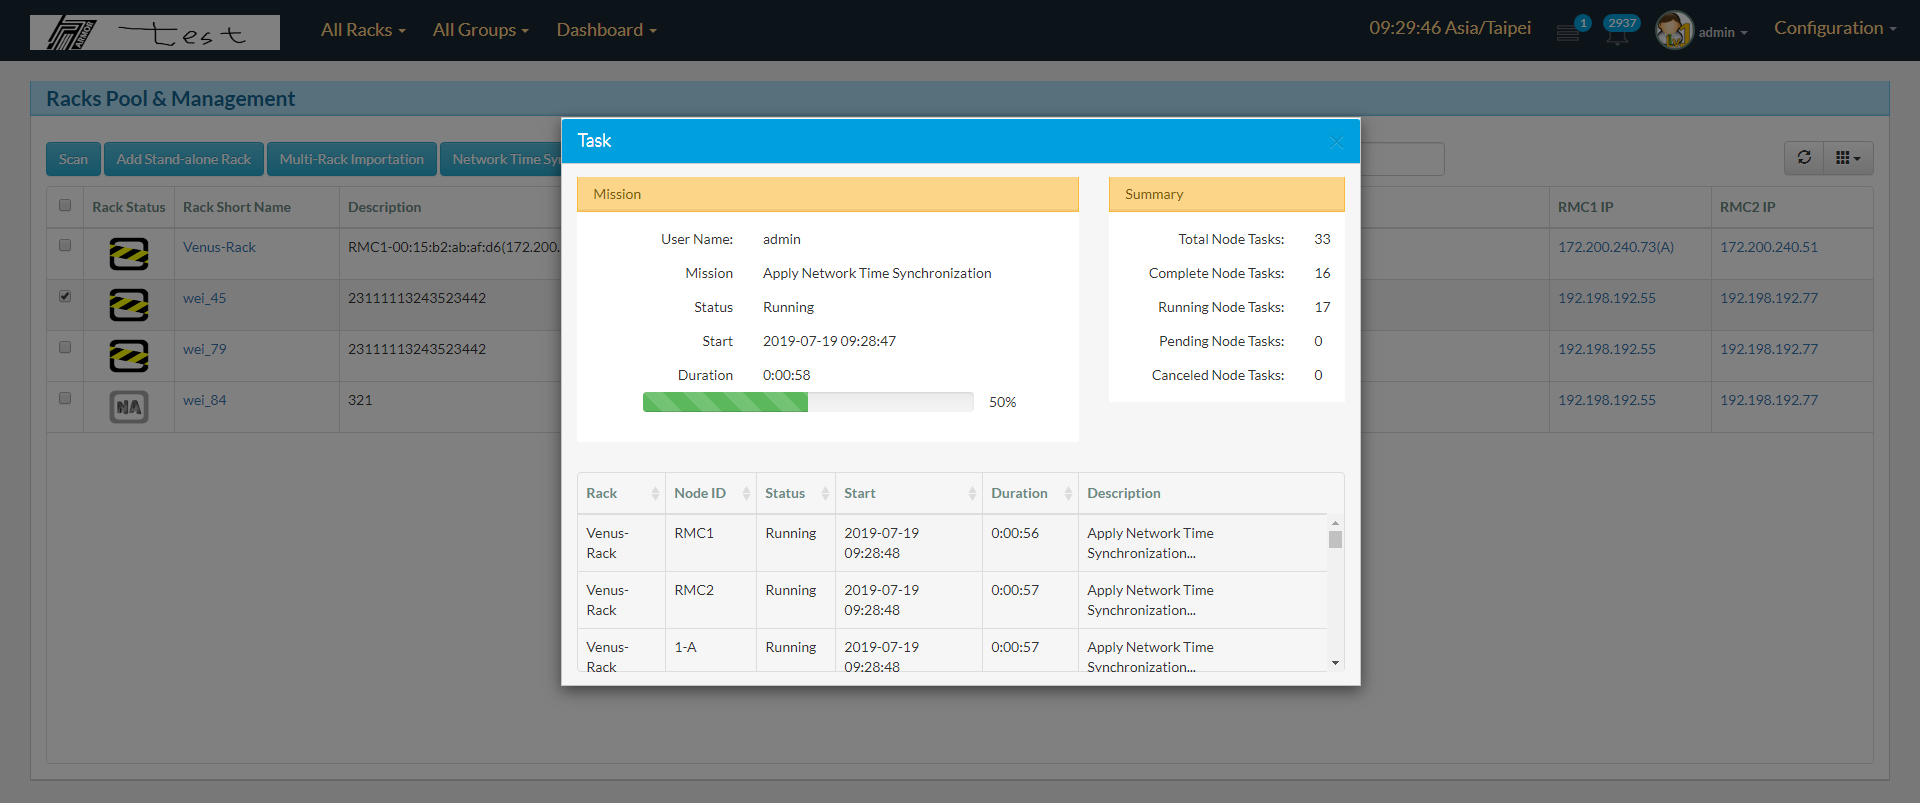 ARMOR test All Racks All Groups Dashboard 09:29:46 Asia/Taipei 1 2937 admin Configuration
Racks Pool & Management
Scan Add Stand-alone Rack Multi-Rack Importation Network Time Sy
Rack Status Rack Short Name Description RMC1 IP RMC2 IP
Venus-Rack RMC1-00:15:b2:ab:af:d6(172.200. 172.200.240.73(A) 172.200.240.51
wei_45 23111113243523442 192.198.192.55 192.198.192.77
wei_79 23111113243523442 192.198.192.55 192.198.192.77
NA wei_84 321 192.198.192.55 192.198.192.77
Task
Mission
User Name: admin
Mission Apply Network Time Synchronization
Status Running
Start 2019-07-19 09:28:47
Duration 0:00:58
50%
Summary
Total Node Tasks: 33
Complete Node Tasks: 16
Running Node Tasks: 17
Pending Node Tasks: 0
Canceled Node Tasks: 0
Rack Node ID Status Start Duration Description
Venus- RMC1 Running 2019-07-19 0:00:56 Apply Network Time
Rack 09:28:48 Synchronization...
Venus- RMC2 Running 2019-07-19 0:00:57 Apply Network Time
Rack 09:28:48 Synchronization...
Venus- 1-A Running 2019-07-19 0:00:57 Apply Network Time
Rack 09:28:48 Synchronization...